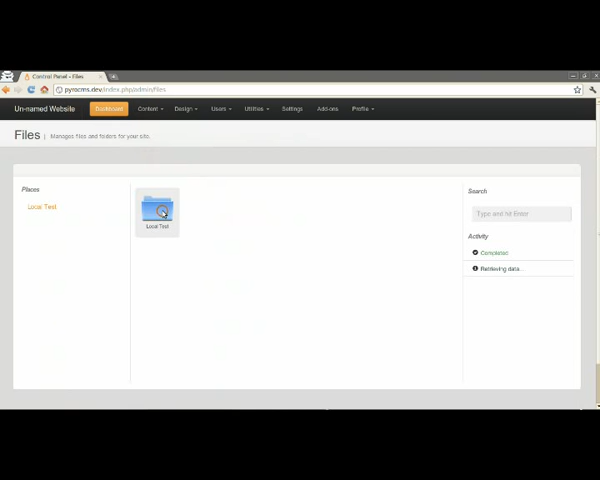 Control Panel - Files
pyrocms.dev/index.php/admin/files
Un-named Website
Dashboard
Content
Design
Users
Utilities
Settings
Add-ons
Profile
Files | Manages files and folders for your site.
Places
Local Test
Local Test
Search
Type and hit Enter
Activity
Completed
Retrieving data...